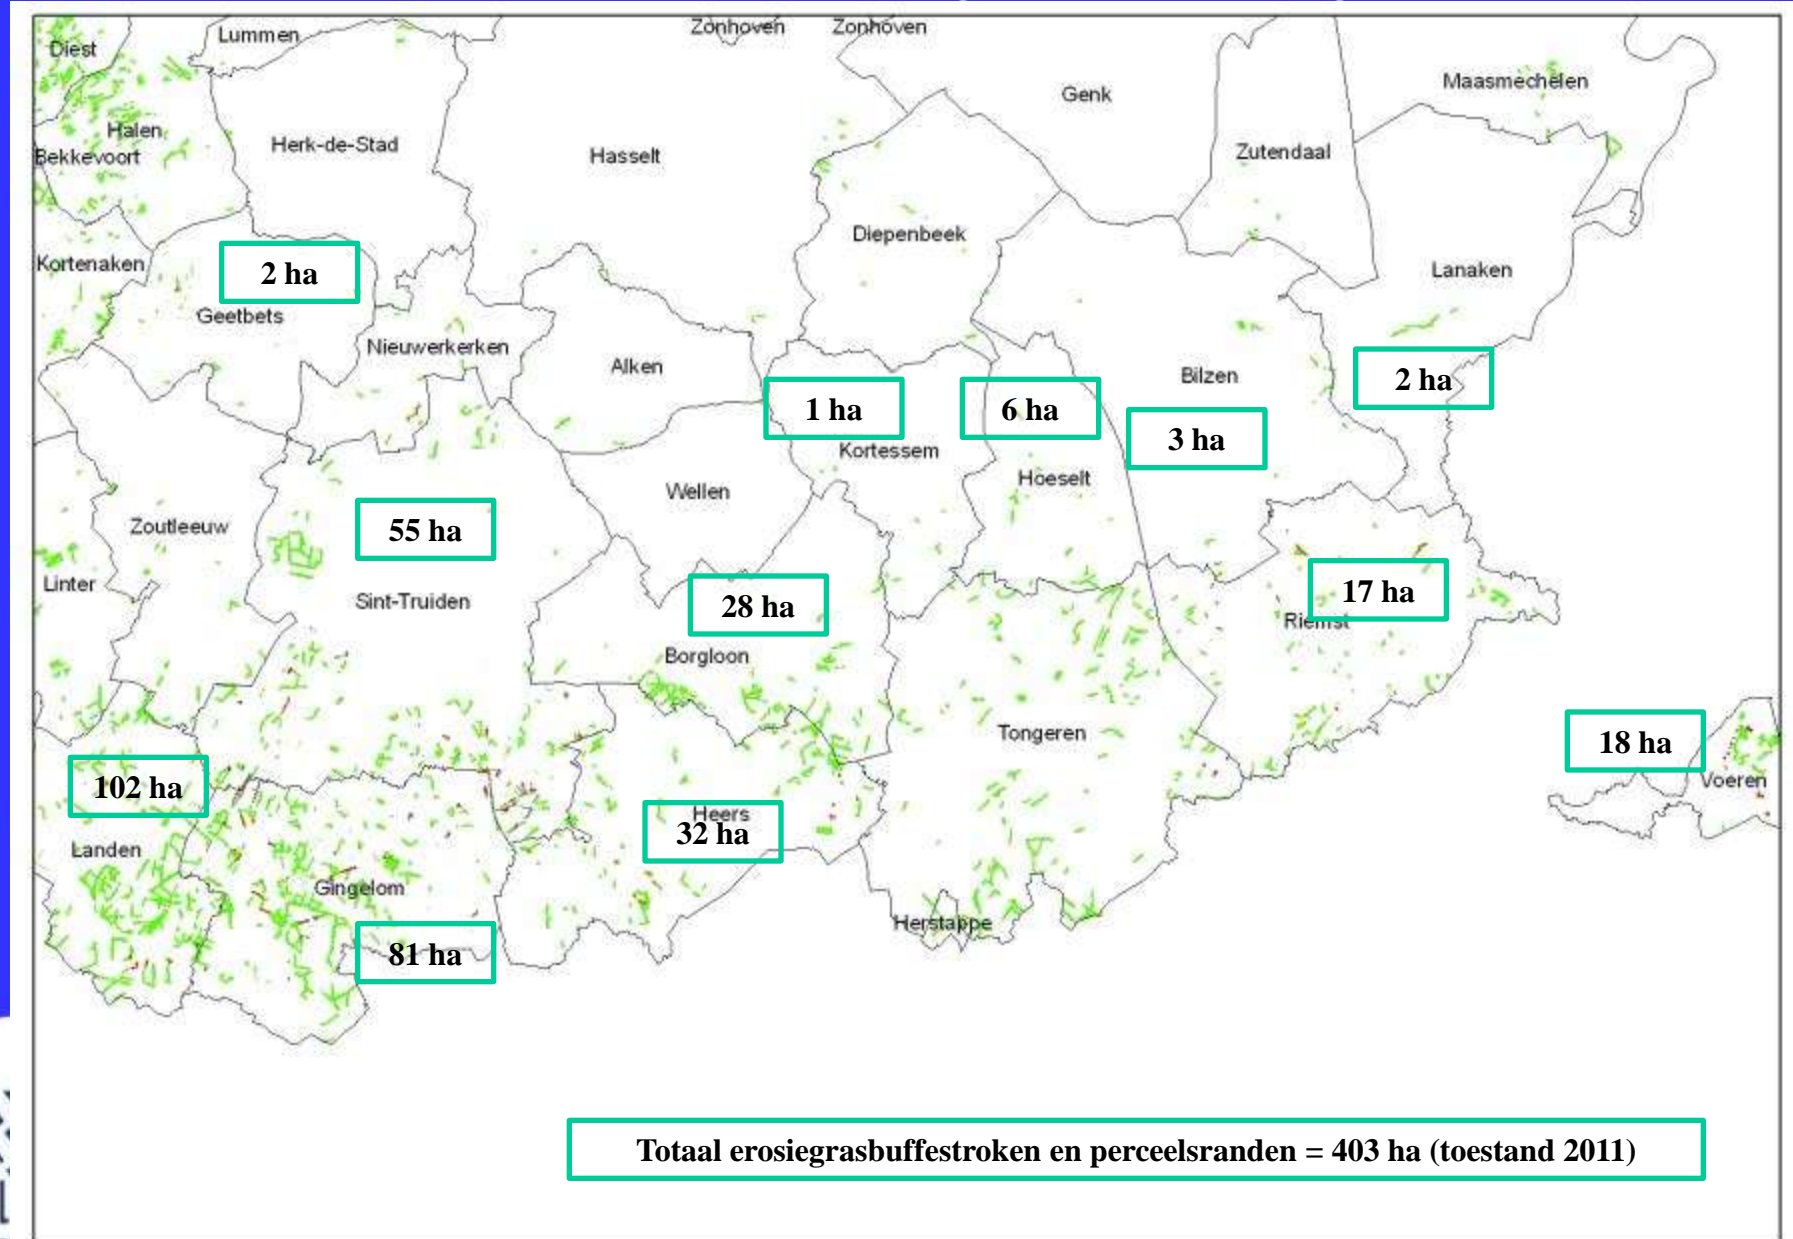 Zonhoven
Zonhoven
Lummen
Diest
Maasmechelen
Genk
Halen
Herk-de-Stad
Zutendaal
Bekkevoort
Hasselt
Diepenbeek
Kortenaken
2 ha
Lanaken
Geetbets
Nieuwerkerken
Alken
Bilzen
2 ha
1 ha
6 ha
3 ha
Kortessem
Hoeselt
Wellen
Zoutleeuw
55 ha
Linter
17 ha
Sint-Truiden
28 ha
Riemst
Borgloon
Tongeren
18 ha
Voeren
102 ha
Heers
32 ha
Landen
Gingelom
Herstappe
81 ha
Totaal erosiegrasbuffestroken en perceelsranden = 403 ha (toestand 2011)